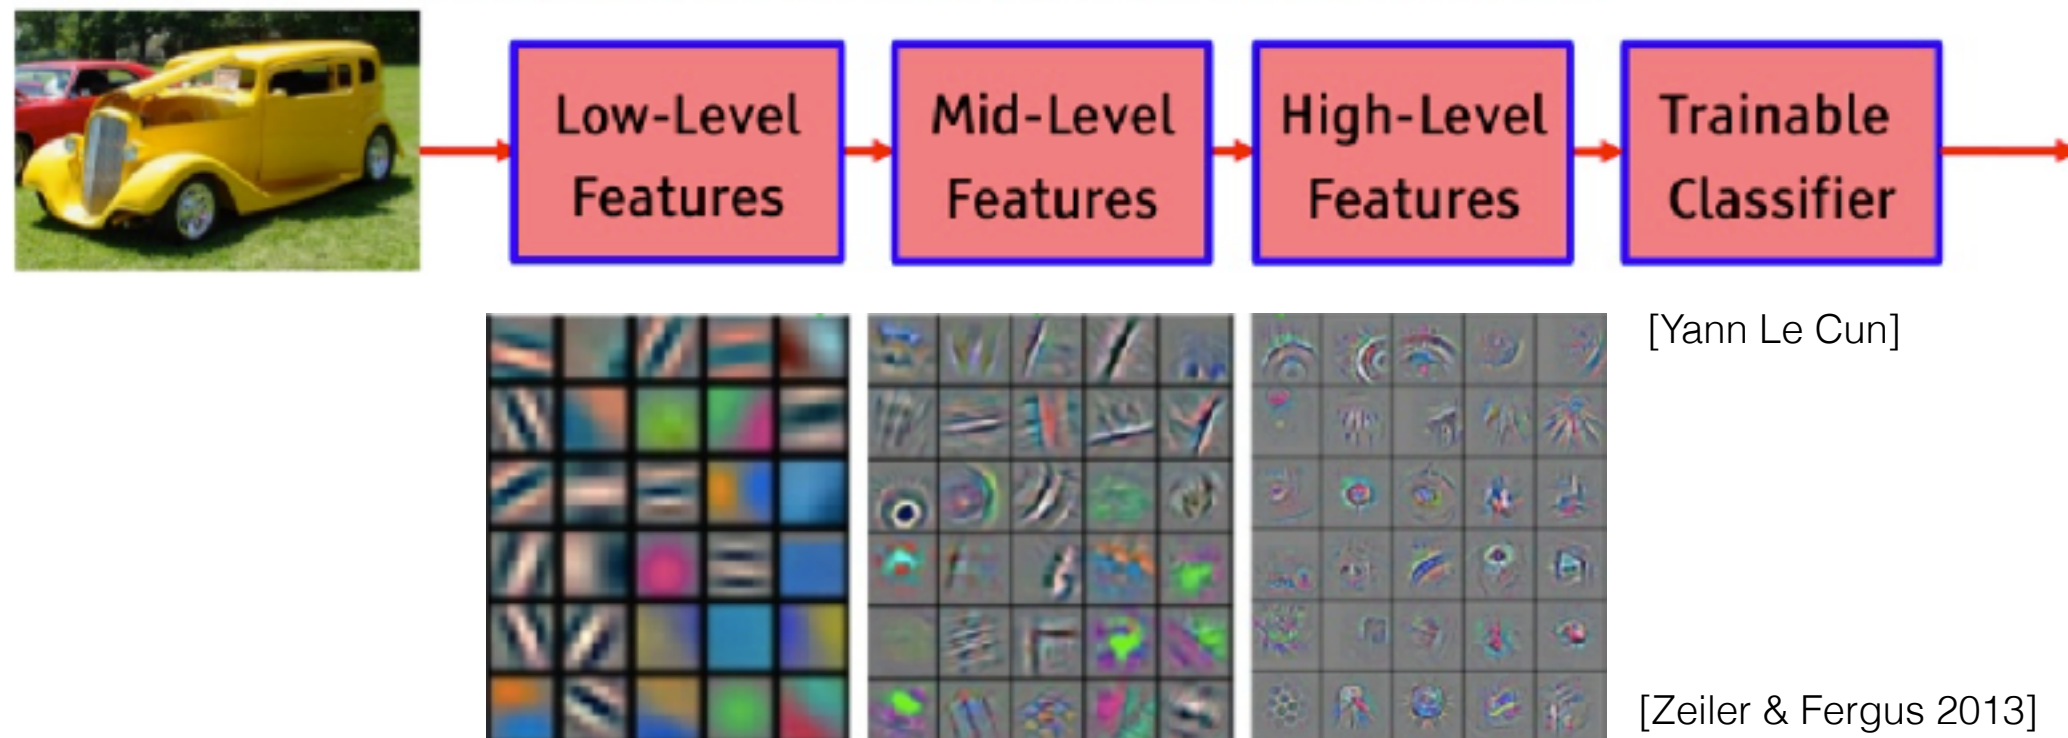 Low-Level
Features
Mid-Level
Features
High-Level
Features
Trainable
Classifier
[Yann Le Cun]
[Zeiler & Fergus 2013]